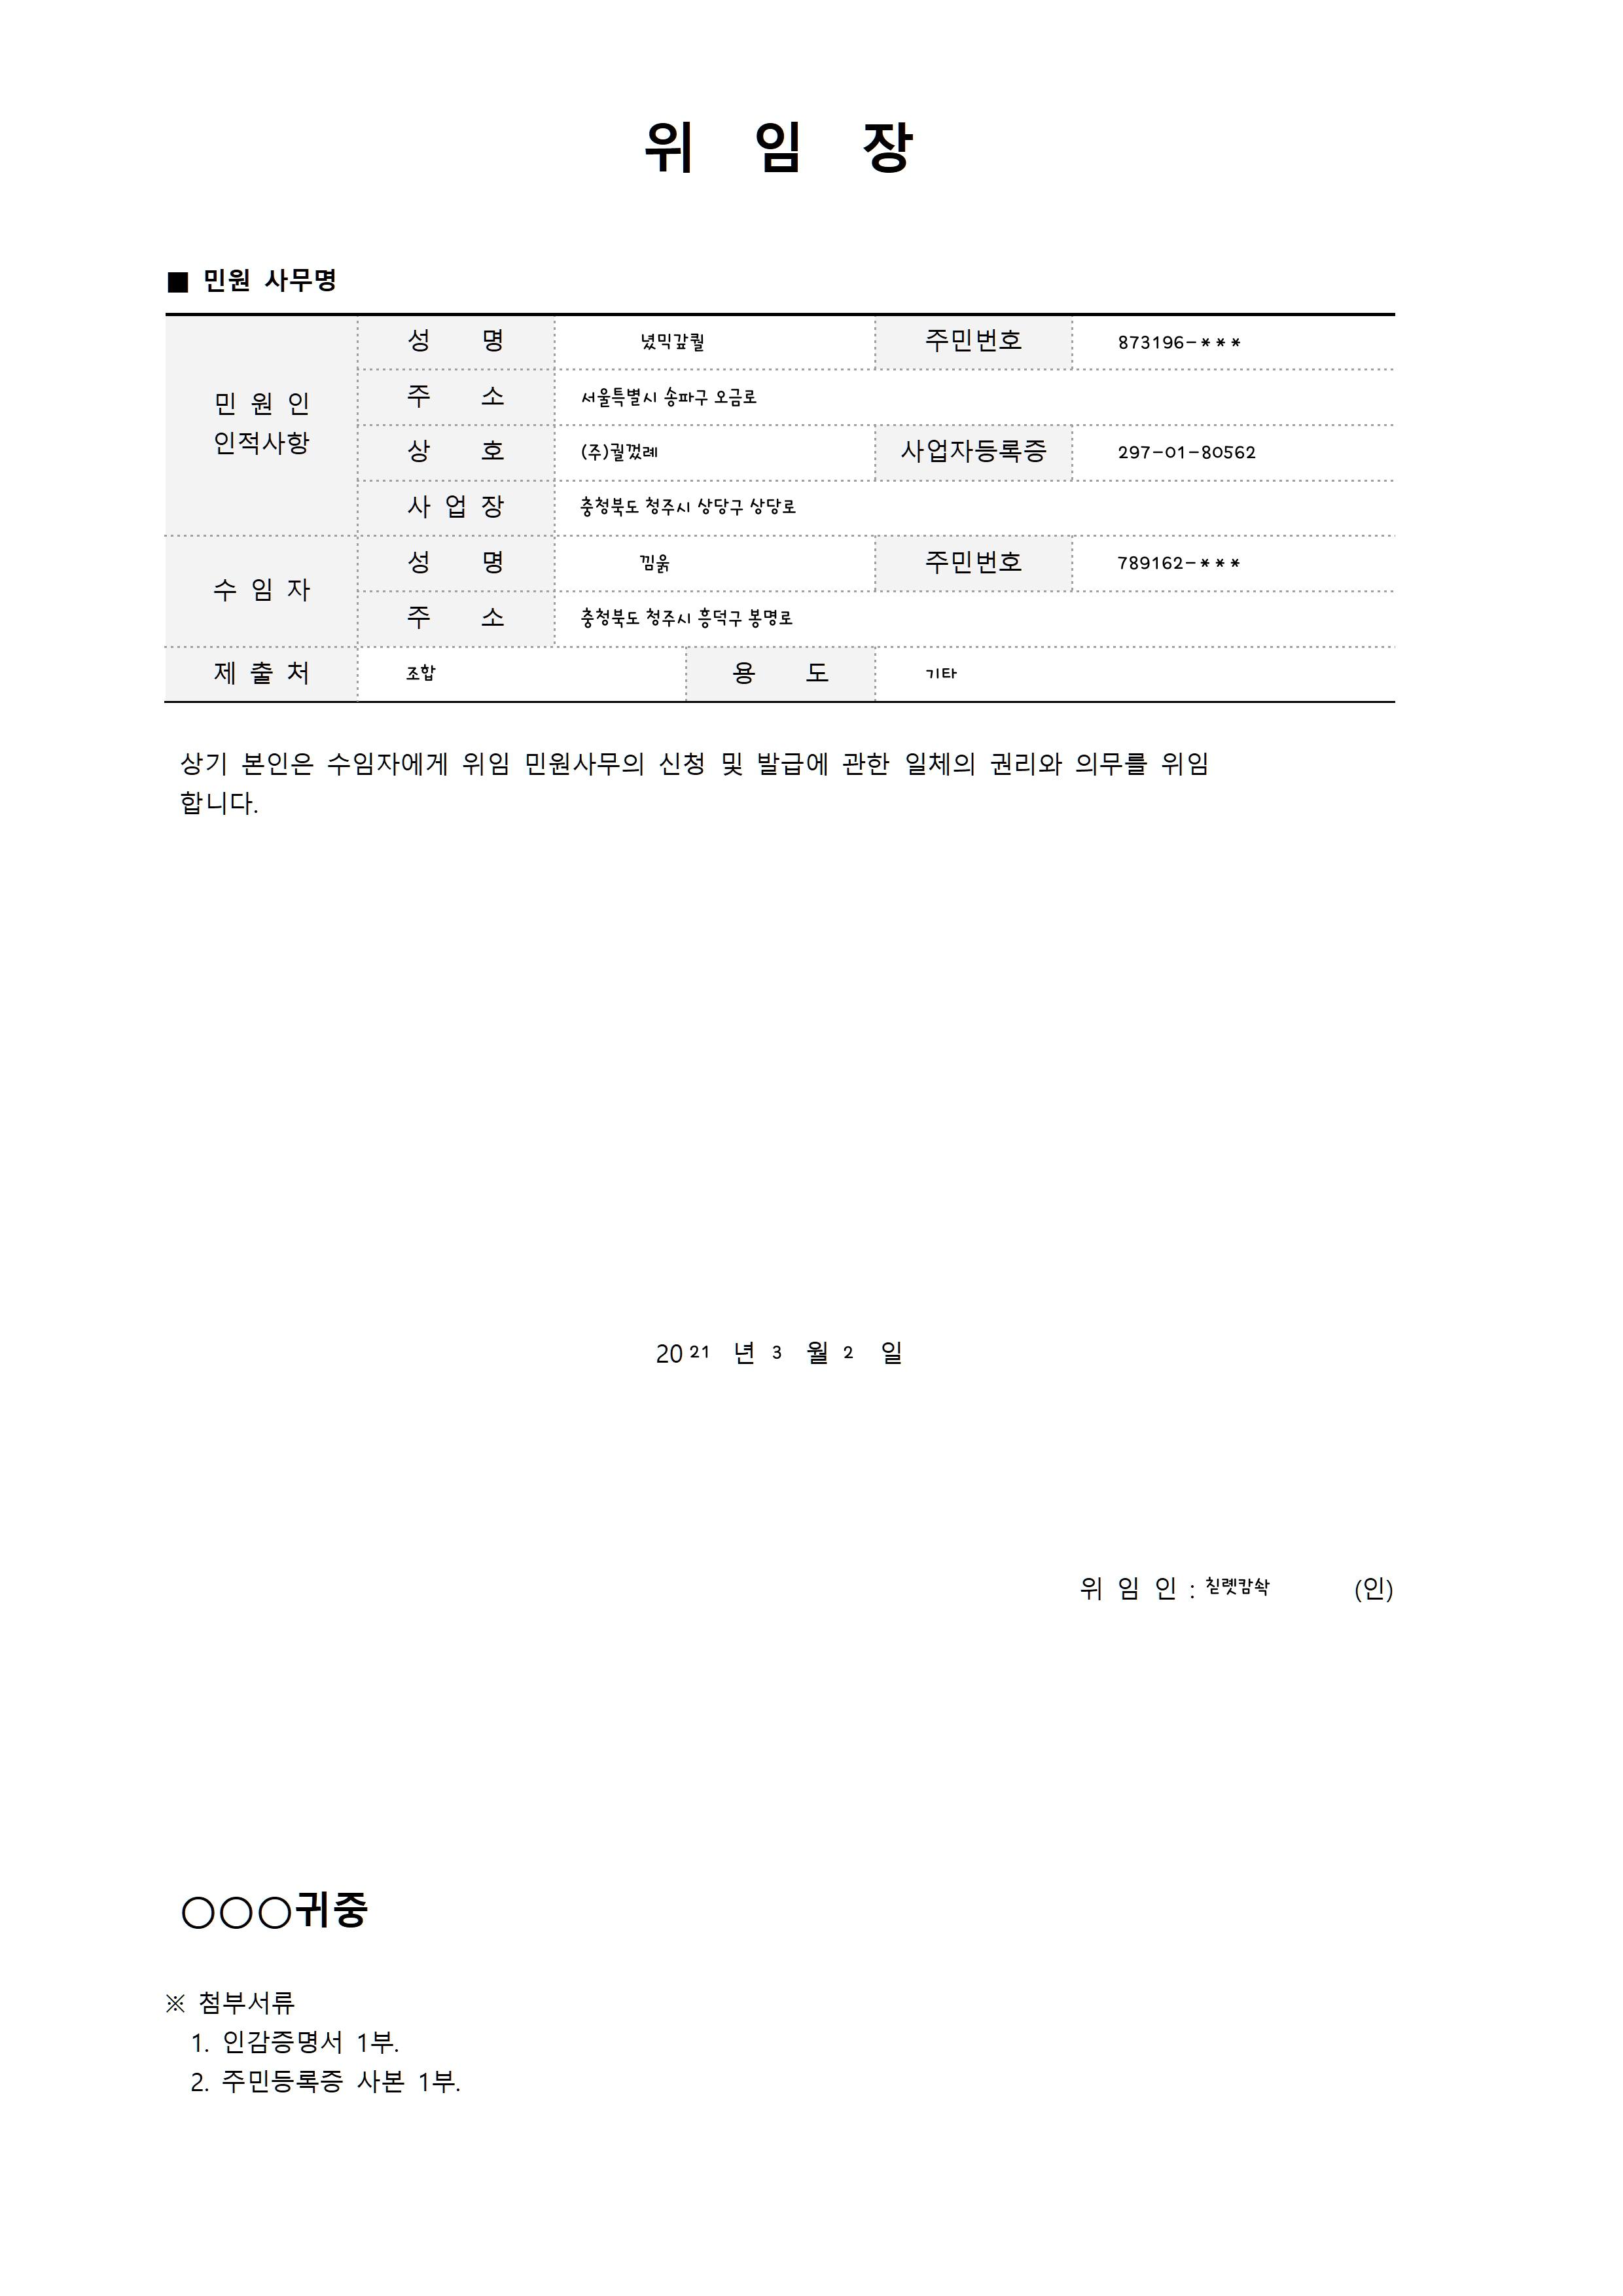 위 임 장
■ 민원 사무명
민 원 인 인적사항
성 명 녔믹갚퀄 주민번호 873196-***
주 소 서울특별시 송파구 오금로
상 호 (주)귈껐례 사업자등록증 297-01-80562
사 업 장 충청북도 청주시 상당구 상당로
수 임 자
성 명 낌욹 주민번호 789162-***
주 소 충청북도 청주시 흥덕구 봉명로
제 출 처 조합 용 도 기타
상기 본인은 수임자에게 위임 민원사무의 신청 및 발급에 관한 일체의 권리와 의무를 위임
합니다.
2021 년 3 월 2 일
위 임 인 : (인)
○○○귀중
※ 첨부서류
1. 인감증명서 1부.
2. 주민등록증 사본 1부.